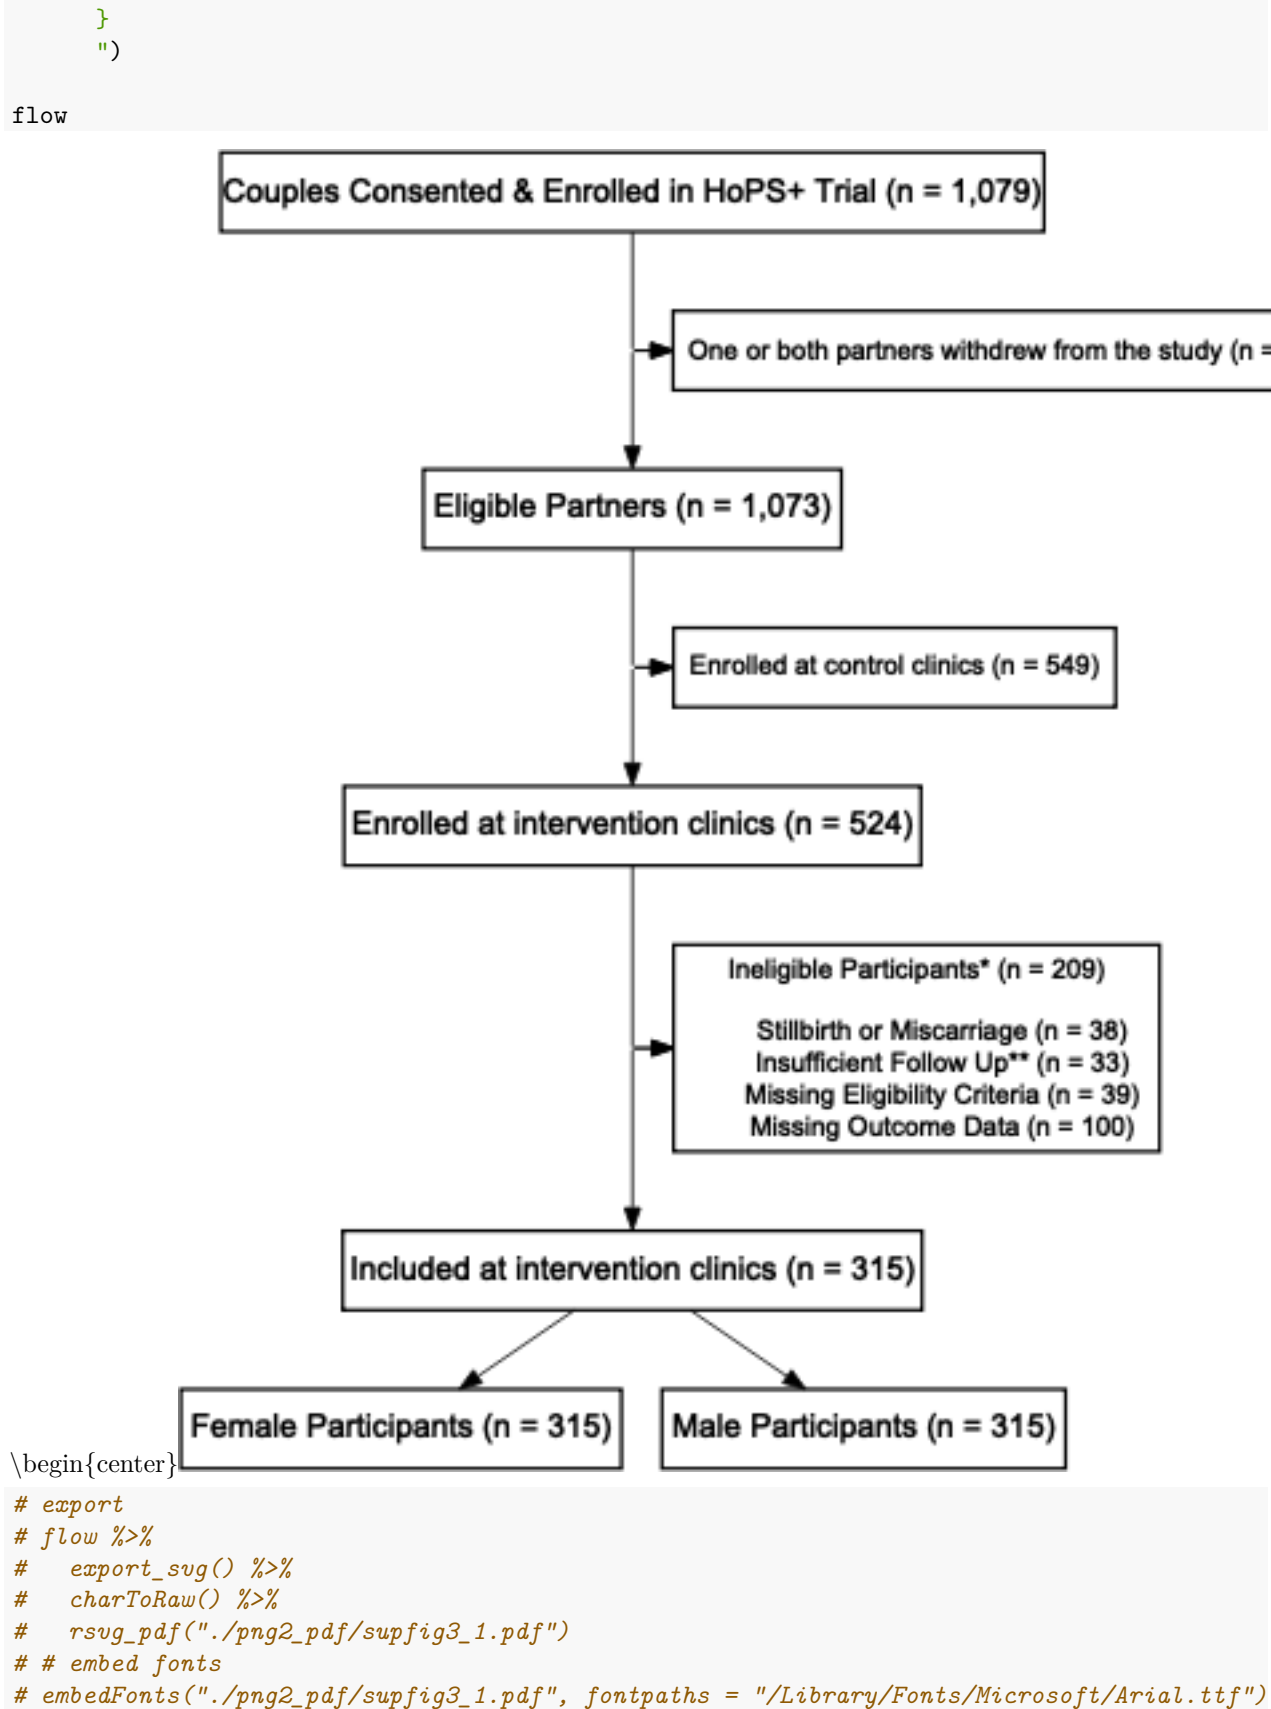 }
")
flow
Couples Consented & Enrolled in HoPS+ Trial (n = 1,079)
One or both partners withdrew from the study (n =
Eligible Partners (n = 1,073)
Enrolled at control clinics (n = 549)
Enrolled at intervention clinics (n = 524)
Ineligible Participants* (n = 209)
Stillbirth or Miscarriage (n = 38)
Insufficient Follow Up** (n = 33)
Missing Eligibility Criteria (n = 39)
Missing Outcome Data (n = 100)
Included at intervention clinics (n = 315)
Female Participants (n = 315)
Male Participants (n = 315)
\begin{center}
# export
# flow %>%
#   export_svg() %>%
#   charToRaw() %>%
#   rsvg_pdf("./png2_pdf/supfig3_1.pdf")
# # embed fonts
# embedFonts("./png2_pdf/supfig3_1.pdf", fontpaths = "/Library/Fonts/Microsoft/Arial.ttf")